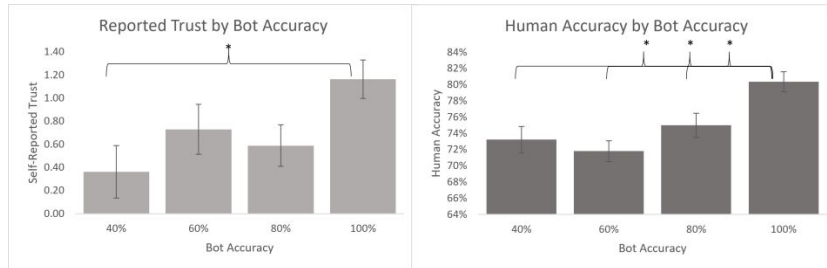 Reported Trust by Bot Accuracy
1.40
1.20
1.00
0.80
0.60
0.40
0.20
0.00
Self-Reported Trust
*
40% 60% 80% 100%
Bot Accuracy
Human Accuracy by Bot Accuracy
84%
82%
80%
78%
76%
74%
72%
70%
68%
66%
64%
Human Accuracy
* * *
40% 60% 80% 100%
Bot Accuracy